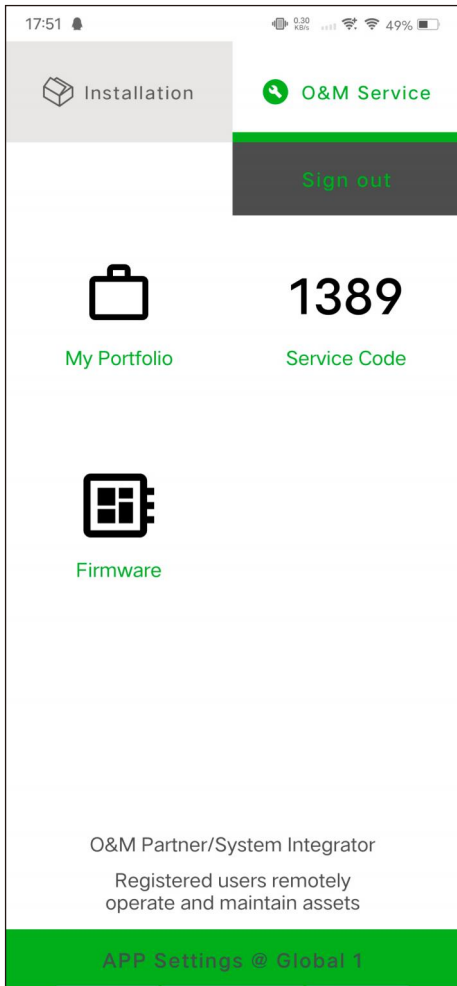 17:51
0.30
KB/s
49%
Installation
O&M Service
Sign out
1389
My Portfolio
Service Code
Firmware
O&M Partner/System Integrator
Registered users remotely
operate and maintain assets
APP Settings @ Global 1